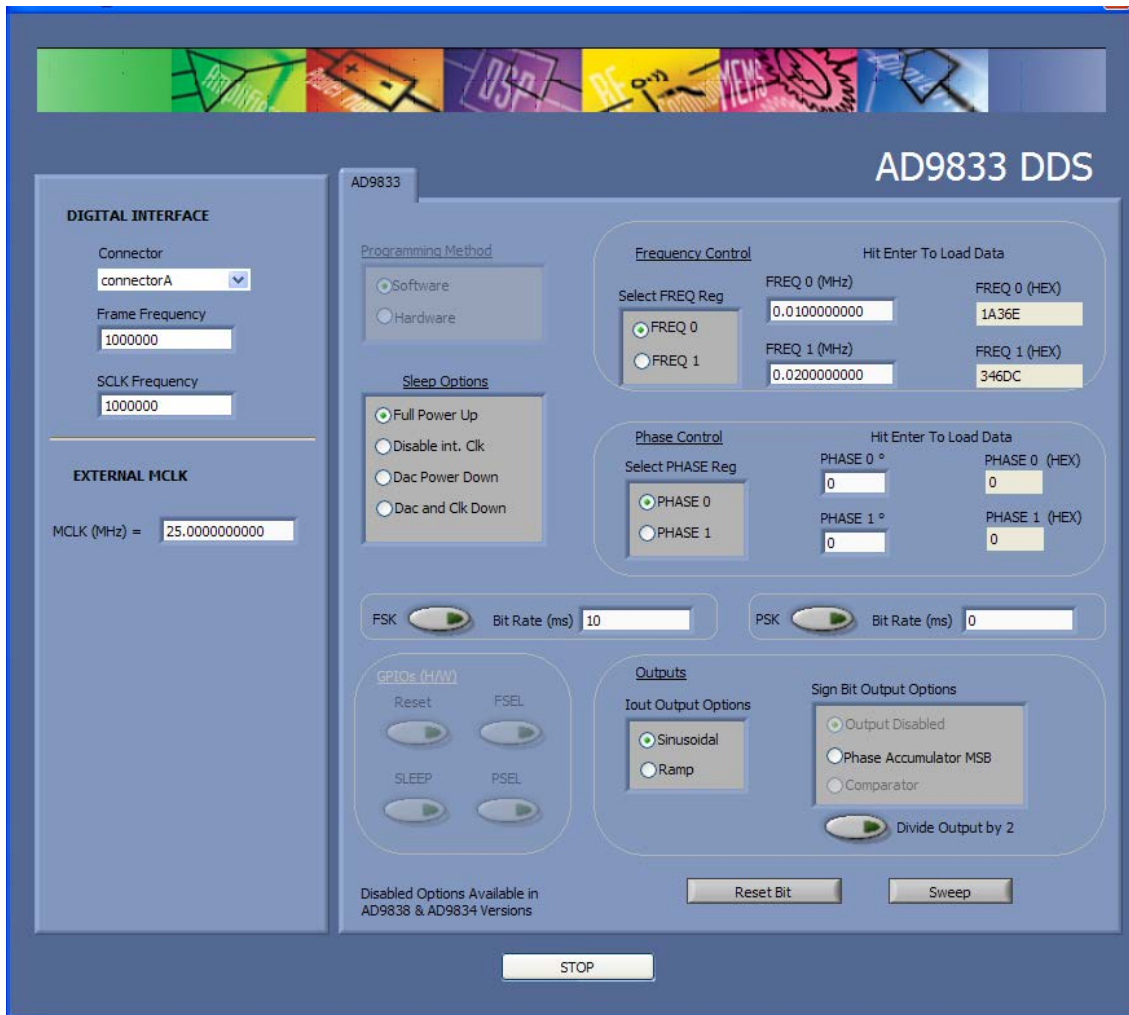 Amplifie
Power
DSP
RF
MEMS
AD9833 DDS
DIGITAL INTERFACE
Connector
connectorA
Frame Frequency
1000000
SCLK Frequency
1000000
EXTERNAL MCLK
MCLK (MHz) = 25.0000000000
AD9833
Programming Method
Software
Hardware
Sleep Options
Full Power Up
Disable int. Clk
Dac Power Down
Dac and Clk Down
Frequency Control
Hit Enter To Load Data
Select FREQ Reg
FREQ 0
FREQ 1
FREQ 0 (MHz)
0.0100000000
FREQ 1 (MHz)
0.0200000000
FREQ 0 (HEX)
1A36E
FREQ 1 (HEX)
346DC
Phase Control
Hit Enter To Load Data
Select PHASE Reg
PHASE 0
PHASE 1
PHASE 0 º
0
PHASE 1 º
0
PHASE 0 (HEX)
0
PHASE 1 (HEX)
0
FSK Bit Rate (ms) 10
PSK Bit Rate (ms) 0
GPIOs (H/W)
Reset FSEL
SLEEP PSEL
Outputs
Iout Output Options
Sinusoidal
Ramp
Sign Bit Output Options
Output Disabled
Phase Accumulator MSB
Comparator
Divide Output by 2
Disabled Options Available in
AD9838 & AD9834 Versions
Reset Bit
Sweep
STOP